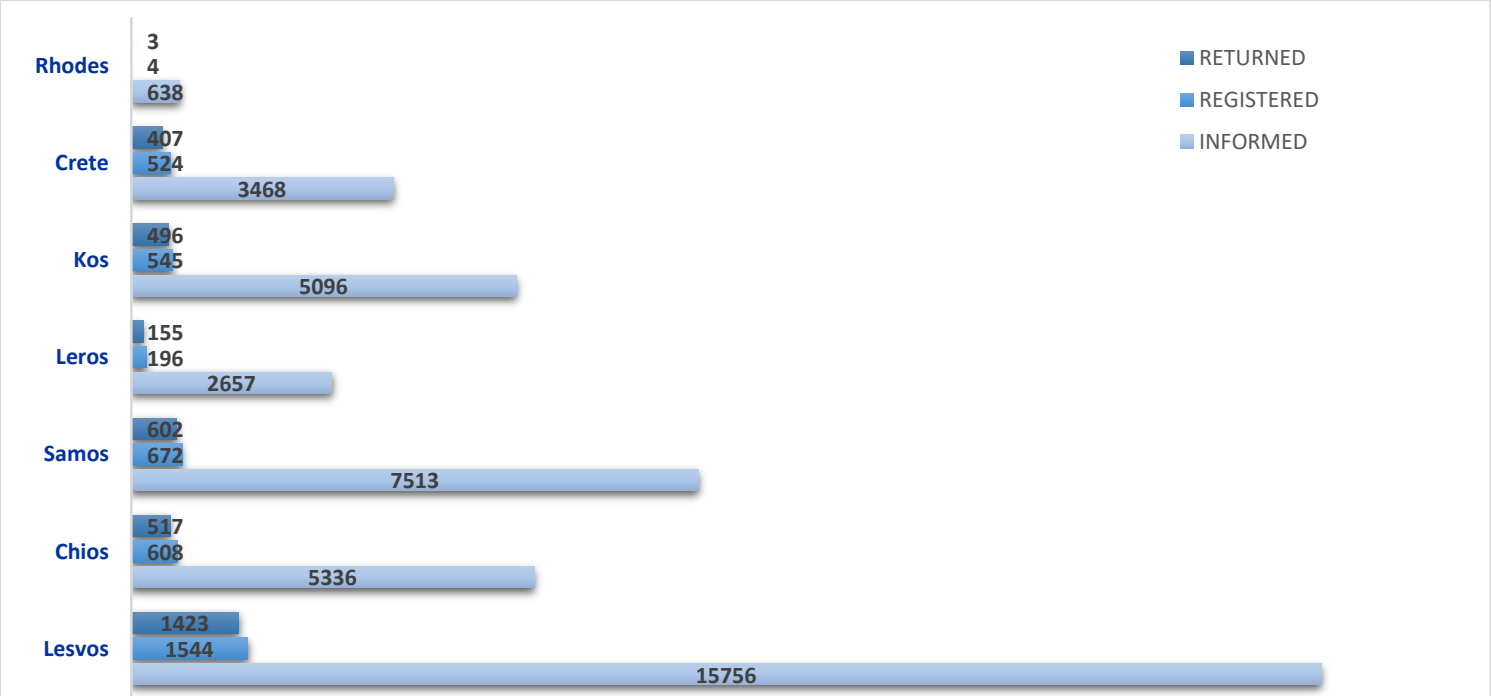 3
Rhodes
4
638
RETURNED
REGISTERED
INFORMED
407
Crete
524
3468
496
Kos
545
5096
155
Leros
196
2657
602
Samos
672
7513
517
Chios
608
5336
1423
Lesvos
1544
15756